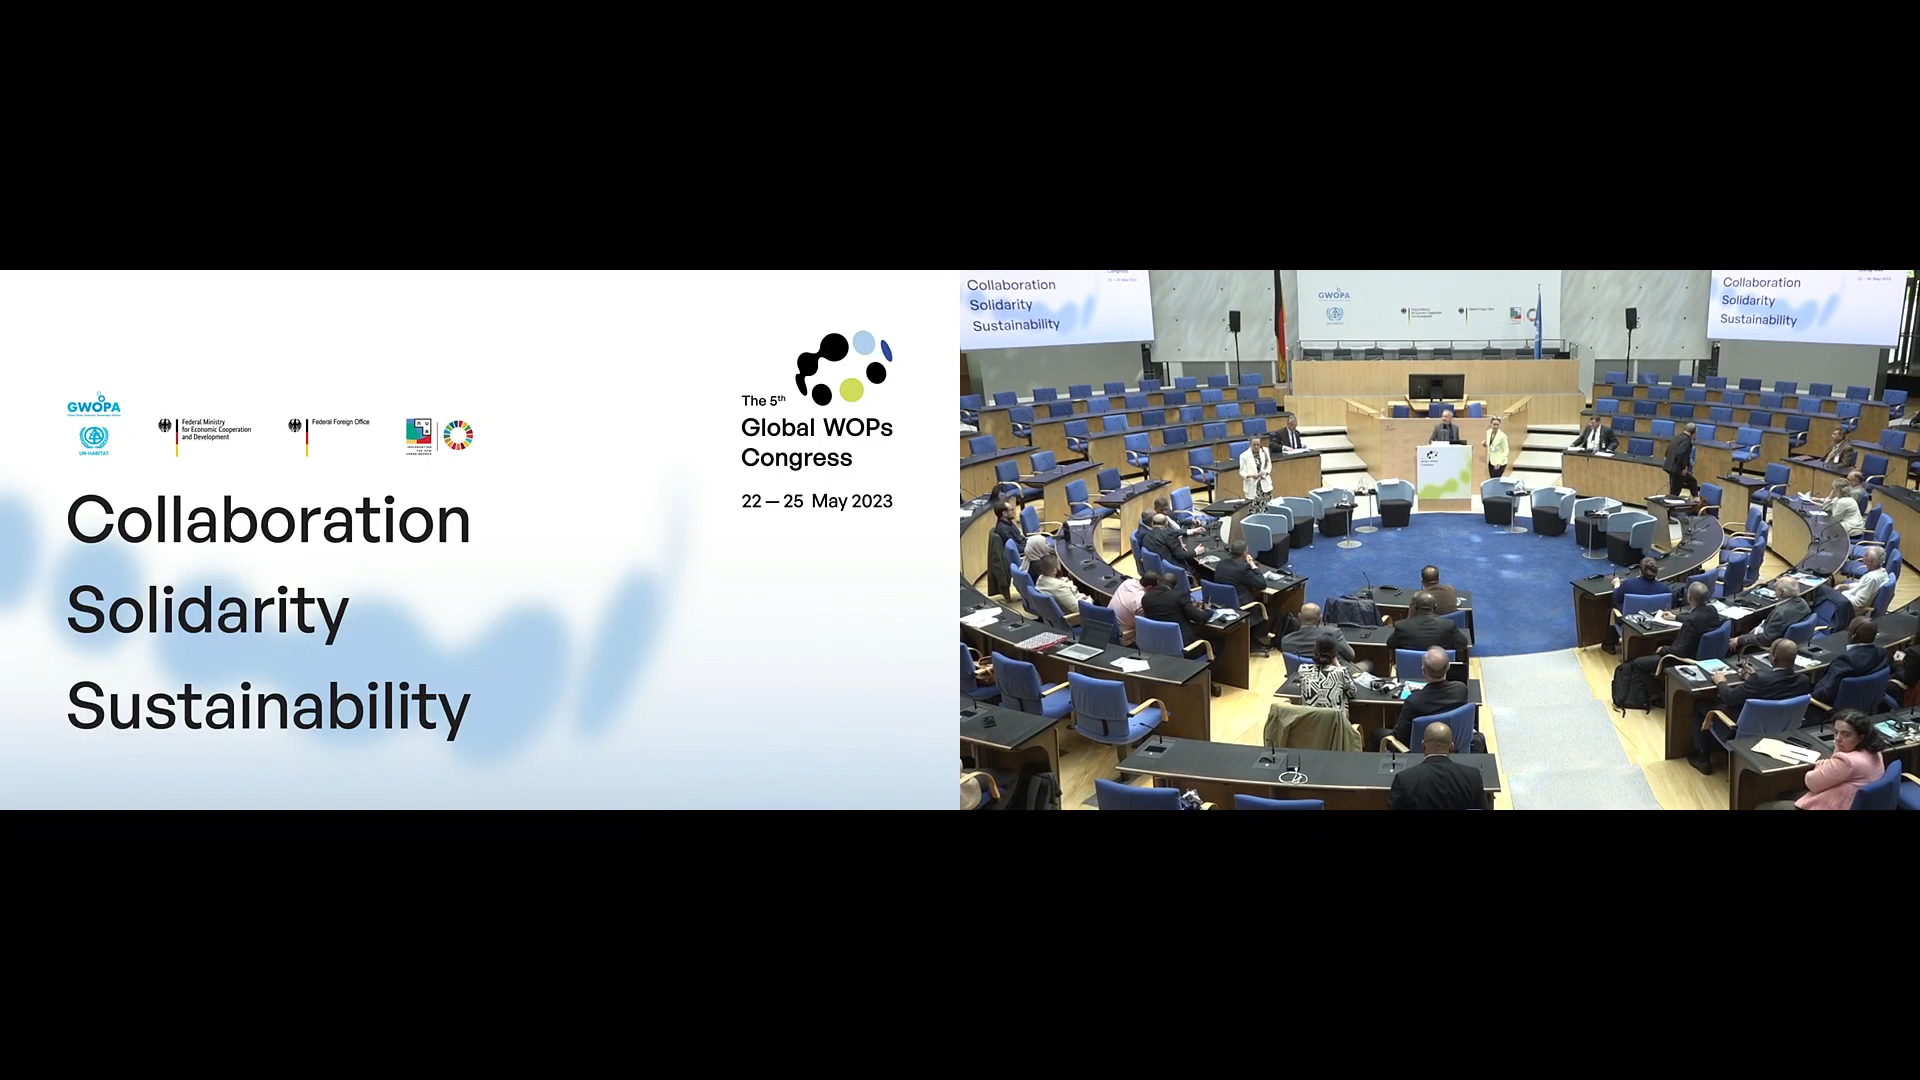 GWOPA
UN-HABITAT
Federal Ministry
for Economic Cooperation
and Development
Federal Foreign Office
The 5th
Global WOPs
Congress
22 — 25 May 2023
Collaboration
Solidarity
Sustainability
Collaboration
Solidarity
Sustainability
GWOPA
Collaboration
Solidarity
Sustainability